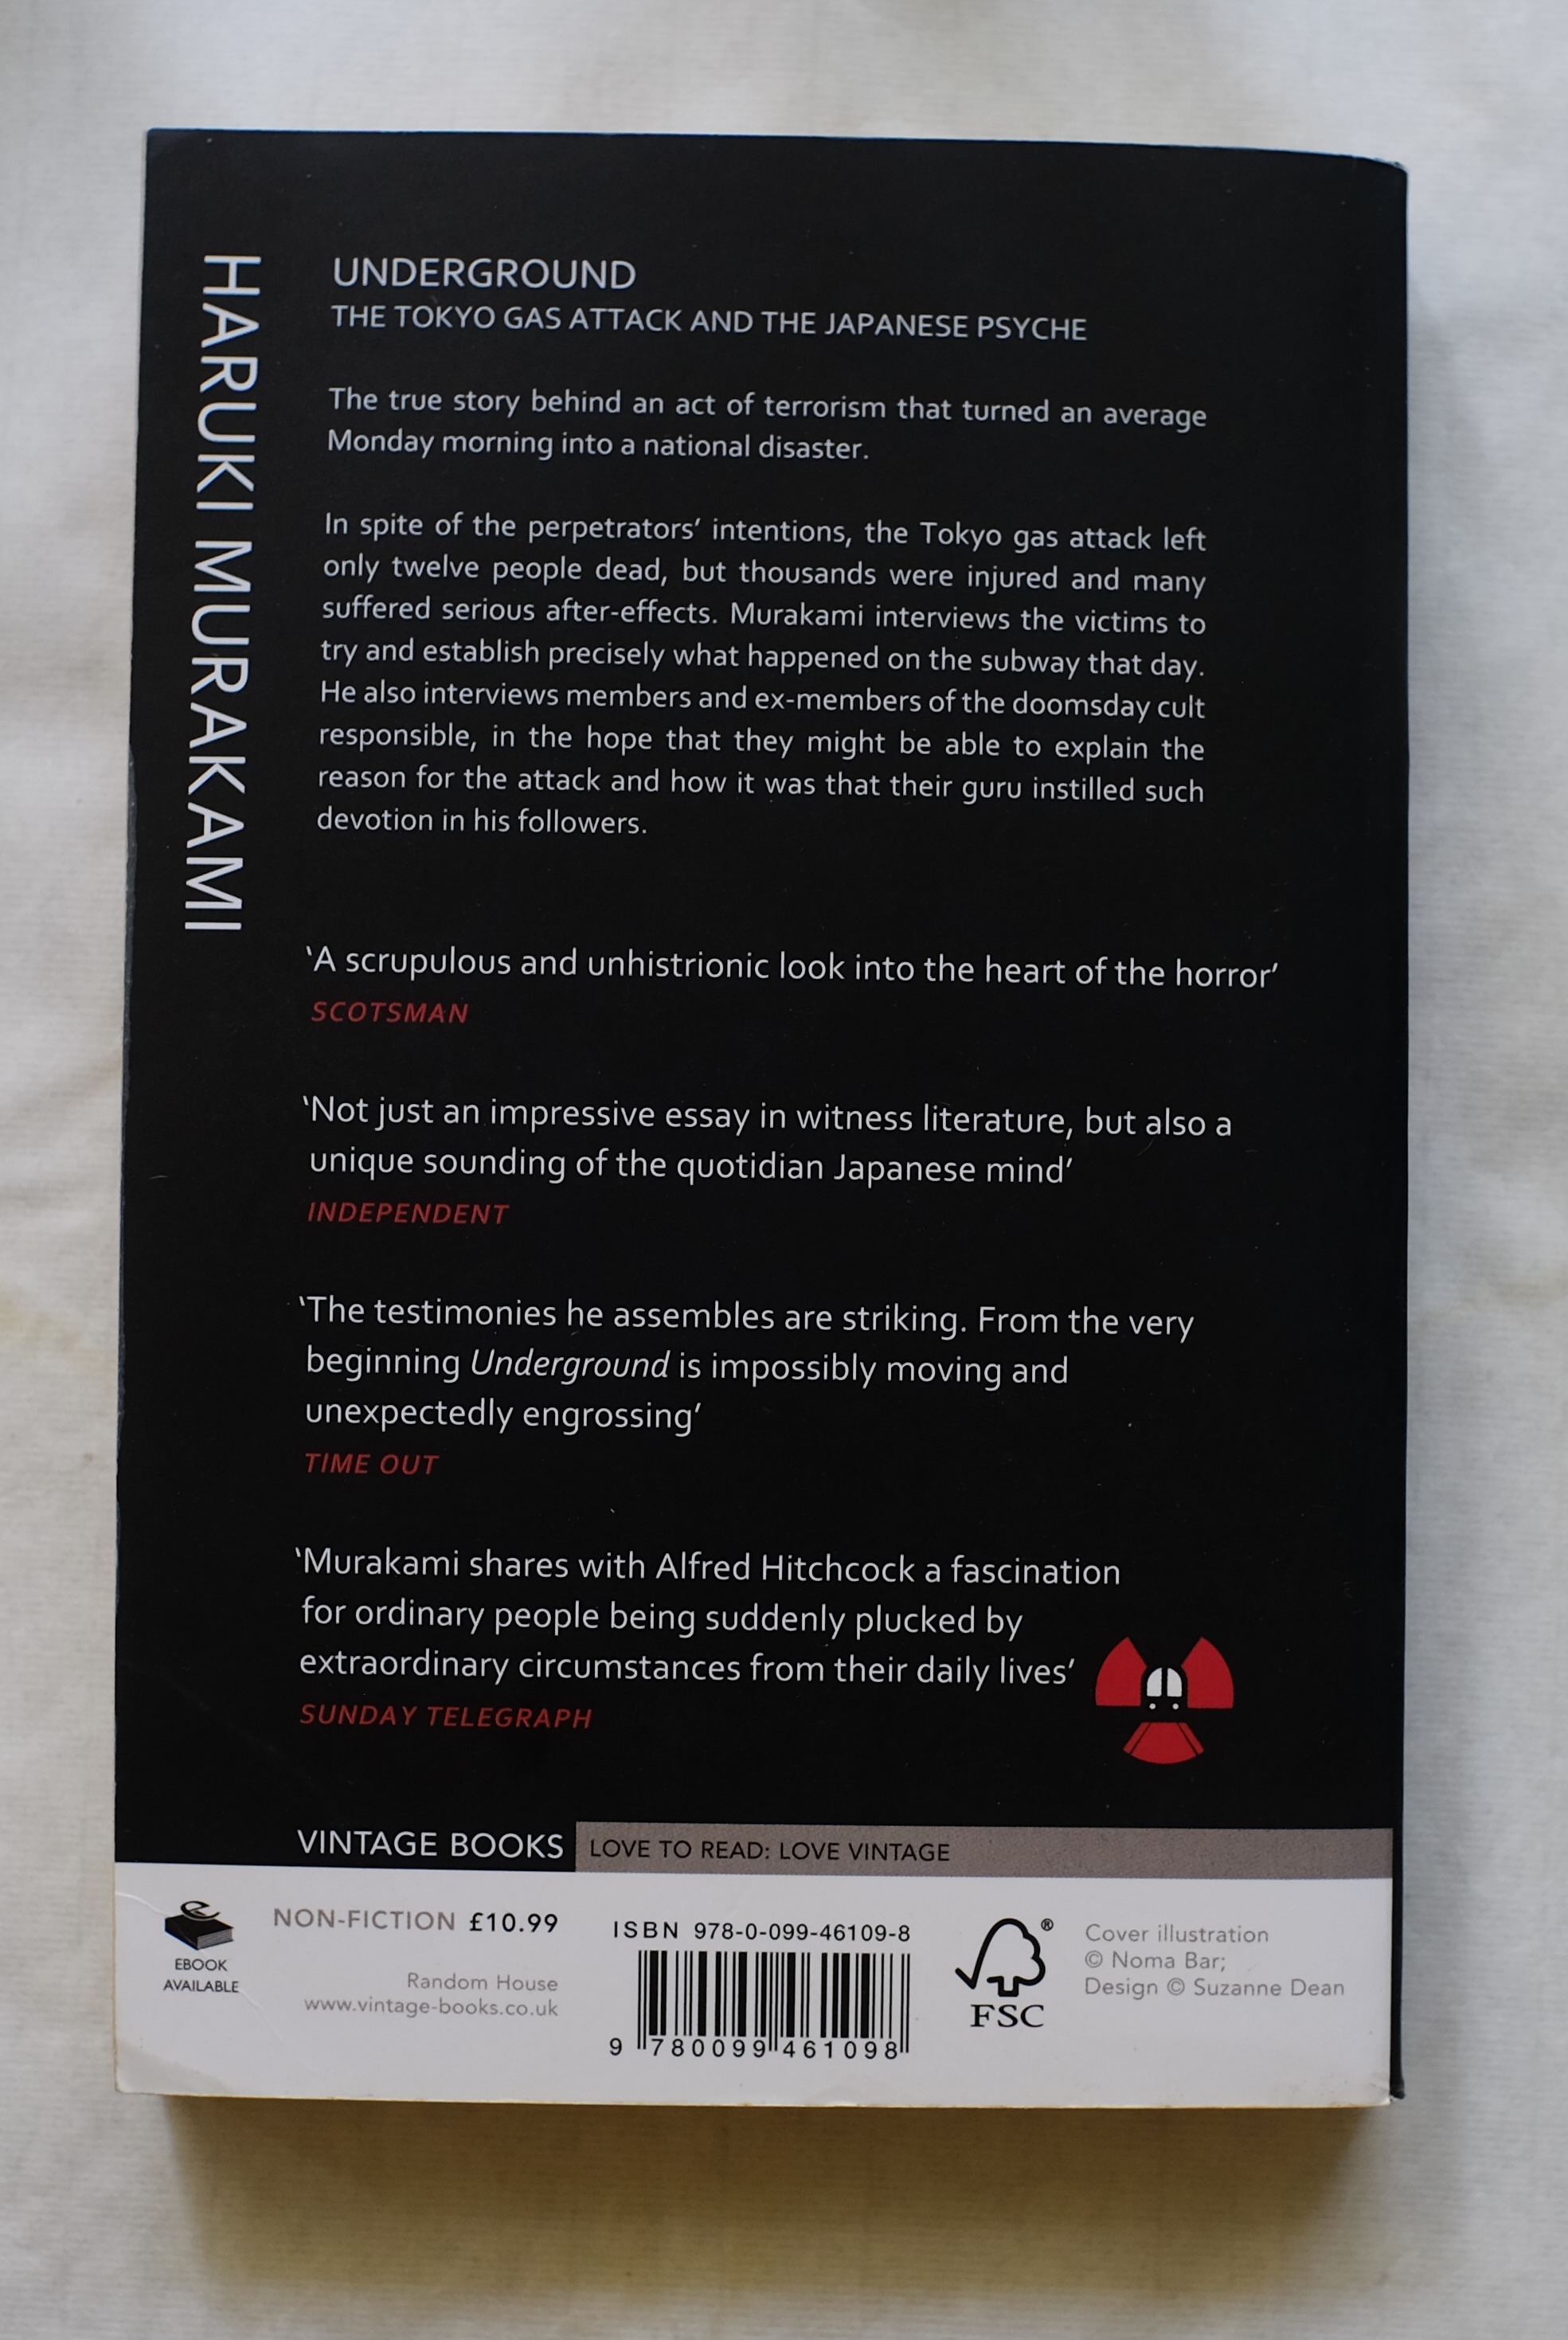 HARUKI MURAKAMI
UNDERGROUND
THE TOKYO GAS ATTACK AND THE JAPANESE PSYCHE
The true story behind an act of terrorism that turned an average
Monday morning into a national disaster.
In spite of the perpetrators’ intentions, the Tokyo gas attack left
only twelve people dead, but thousands were injured and many
suffered serious after-effects. Murakami interviews the victims to
try and establish precisely what happened on the subway that day.
He also interviews members and ex-members of the doomsday cult
responsible, in the hope that they might be able to explain the
reason for the attack and how it was that their guru instilled such
devotion in his followers.
‘A scrupulous and unhistrionic look into the heart of the horror’
SCOTSMAN
‘Not just an impressive essay in witness literature, but also a
unique sounding of the quotidian Japanese mind’
INDEPENDENT
‘The testimonies he assembles are striking. From the very
beginning Underground is impossibly moving and
unexpectedly engrossing’
TIME OUT
‘Murakami shares with Alfred Hitchcock a fascination
for ordinary people being suddenly plucked by
extraordinary circumstances from their daily lives’
SUNDAY TELEGRAPH
VINTAGE BOOKS LOVE TO READ: LOVE VINTAGE
EBOOK
AVAILABLE
NON-FICTION £10.99
Random House
www.vintage-books.co.uk
ISBN 978-0-099-46109-8
9 780099 461098
®
FSC
Cover illustration
© Noma Bar;
Design © Suzanne Dean